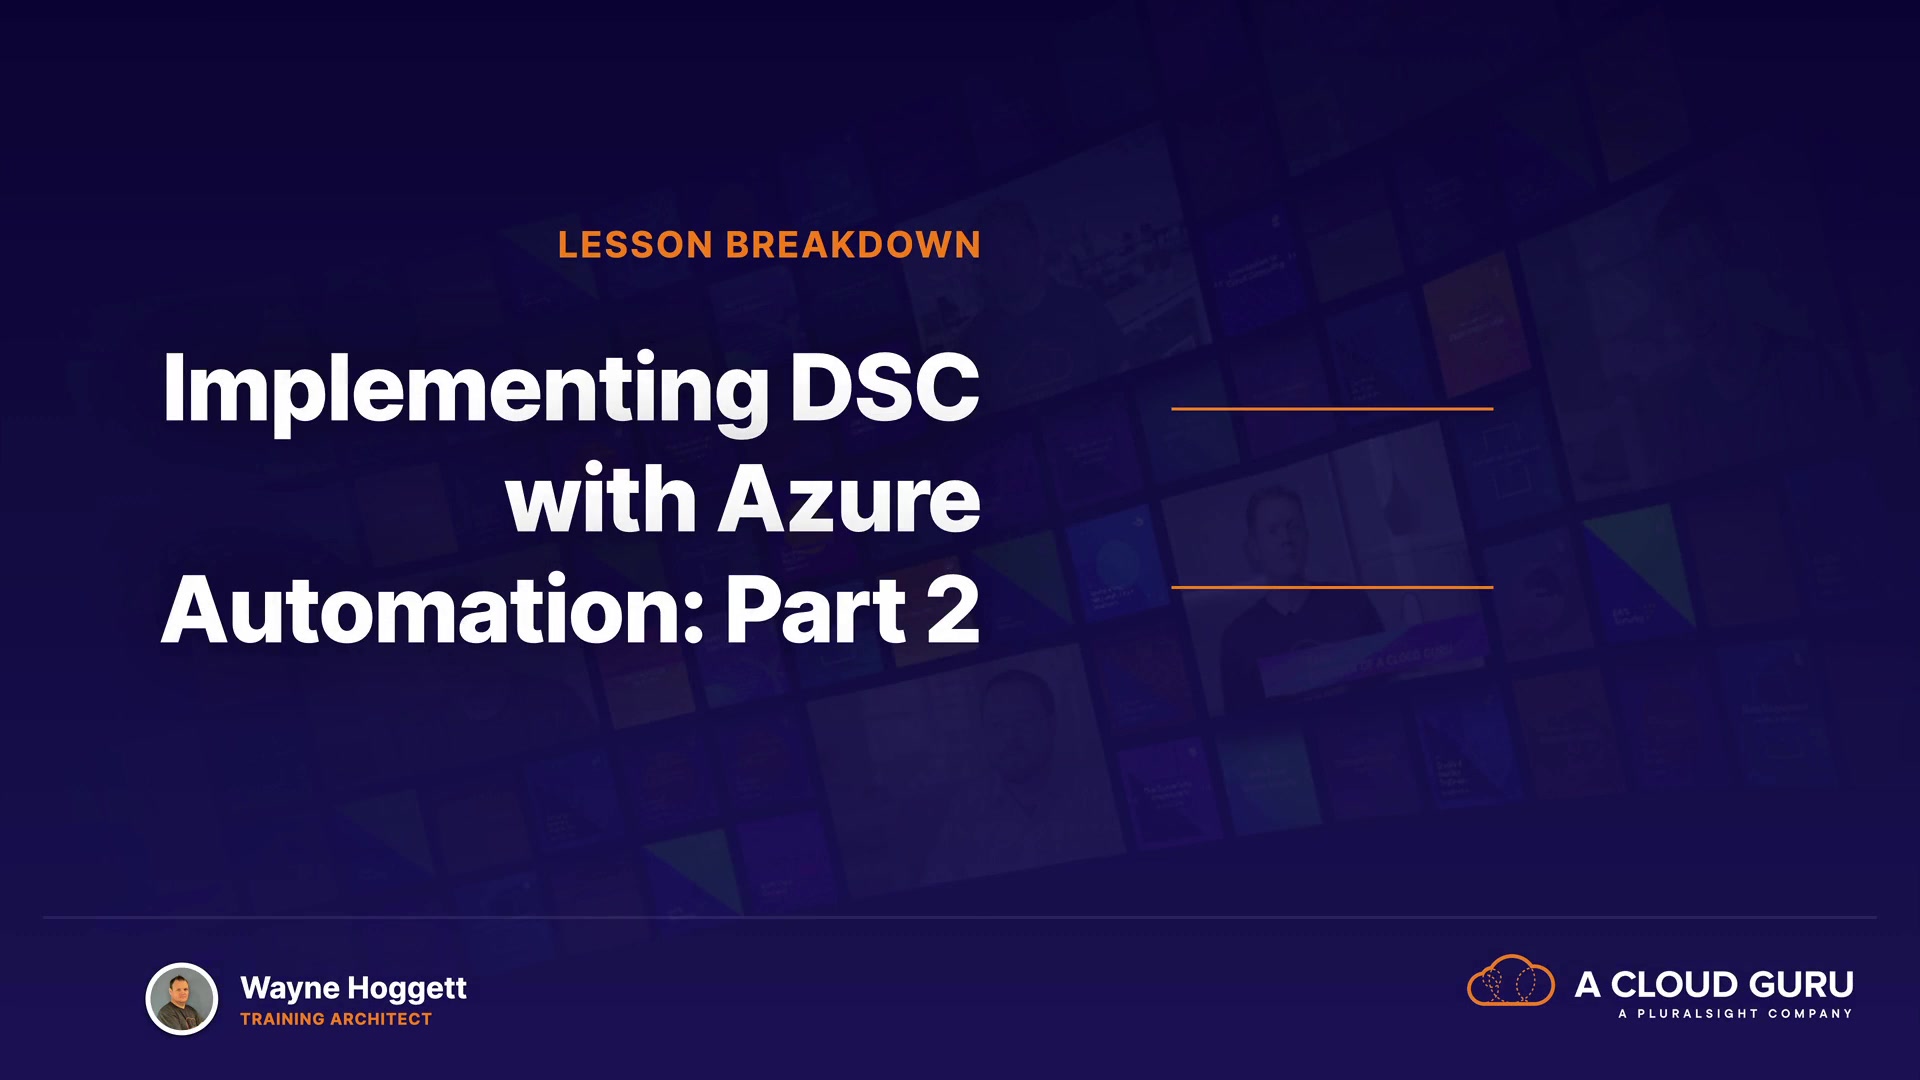 LESSON BREAKDOWN
Implementing DSC
with Azure
Automation: Part 2
Wayne Hoggett
TRAINING ARCHITECT
A CLOUD GURU
A PLURALSIGHT COMPANY